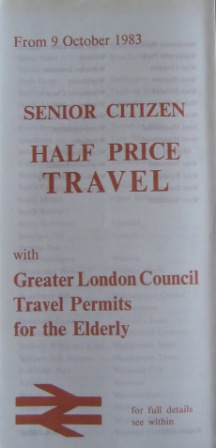 From 9 October 1983
SENIOR CITIZEN
HALF PRICE
TRAVEL
with
Greater London Council
Travel Permits
for the Elderly
for full details
see within